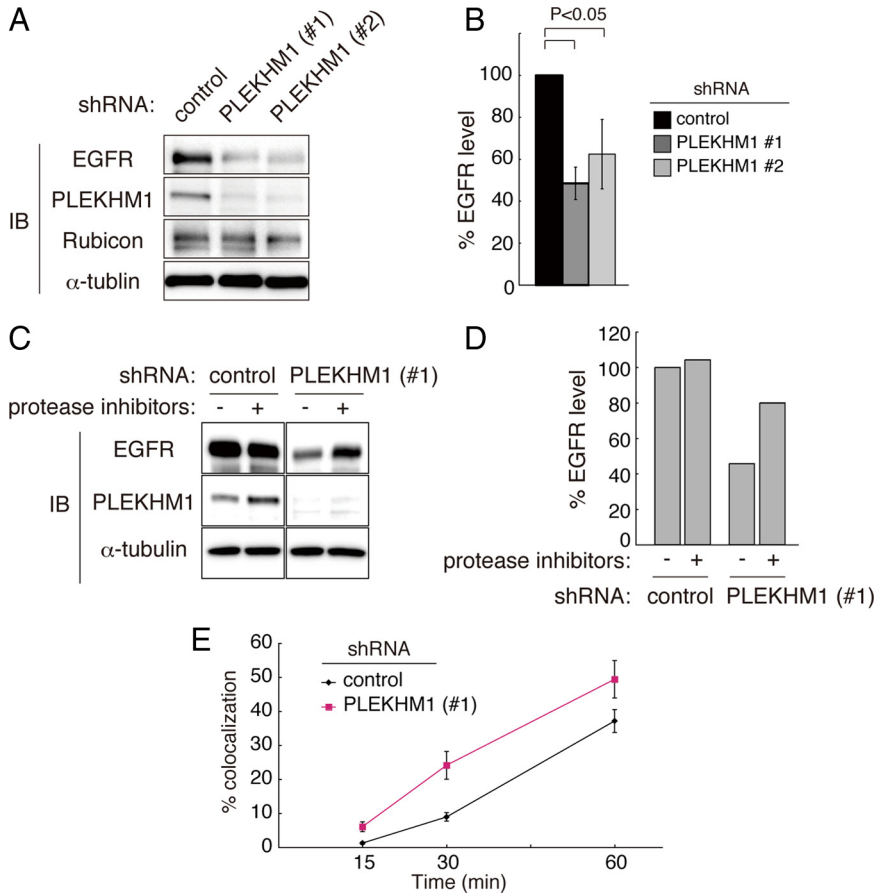 A
shRNA:
control
PLEKHM1 (#1)
PLEKHM1 (#2)
IB
EGFR
PLEKHM1
Rubicon
α-tublin
B
P<0.05
% EGFR level
100
80
60
40
20
0
shRNA
control
PLEKHM1 #1
PLEKHM1 #2
C
shRNA: control PLEKHM1 (#1)
protease inhibitors: - + - +
IB
EGFR
PLEKHM1
α-tubulin
D
% EGFR level
120
100
80
60
40
20
0
protease inhibitors: - + - +
shRNA: control PLEKHM1 (#1)
E
% colocalization
60
50
40
30
20
10
0
shRNA
control
PLEKHM1 (#1)
15 30 60
Time (min)